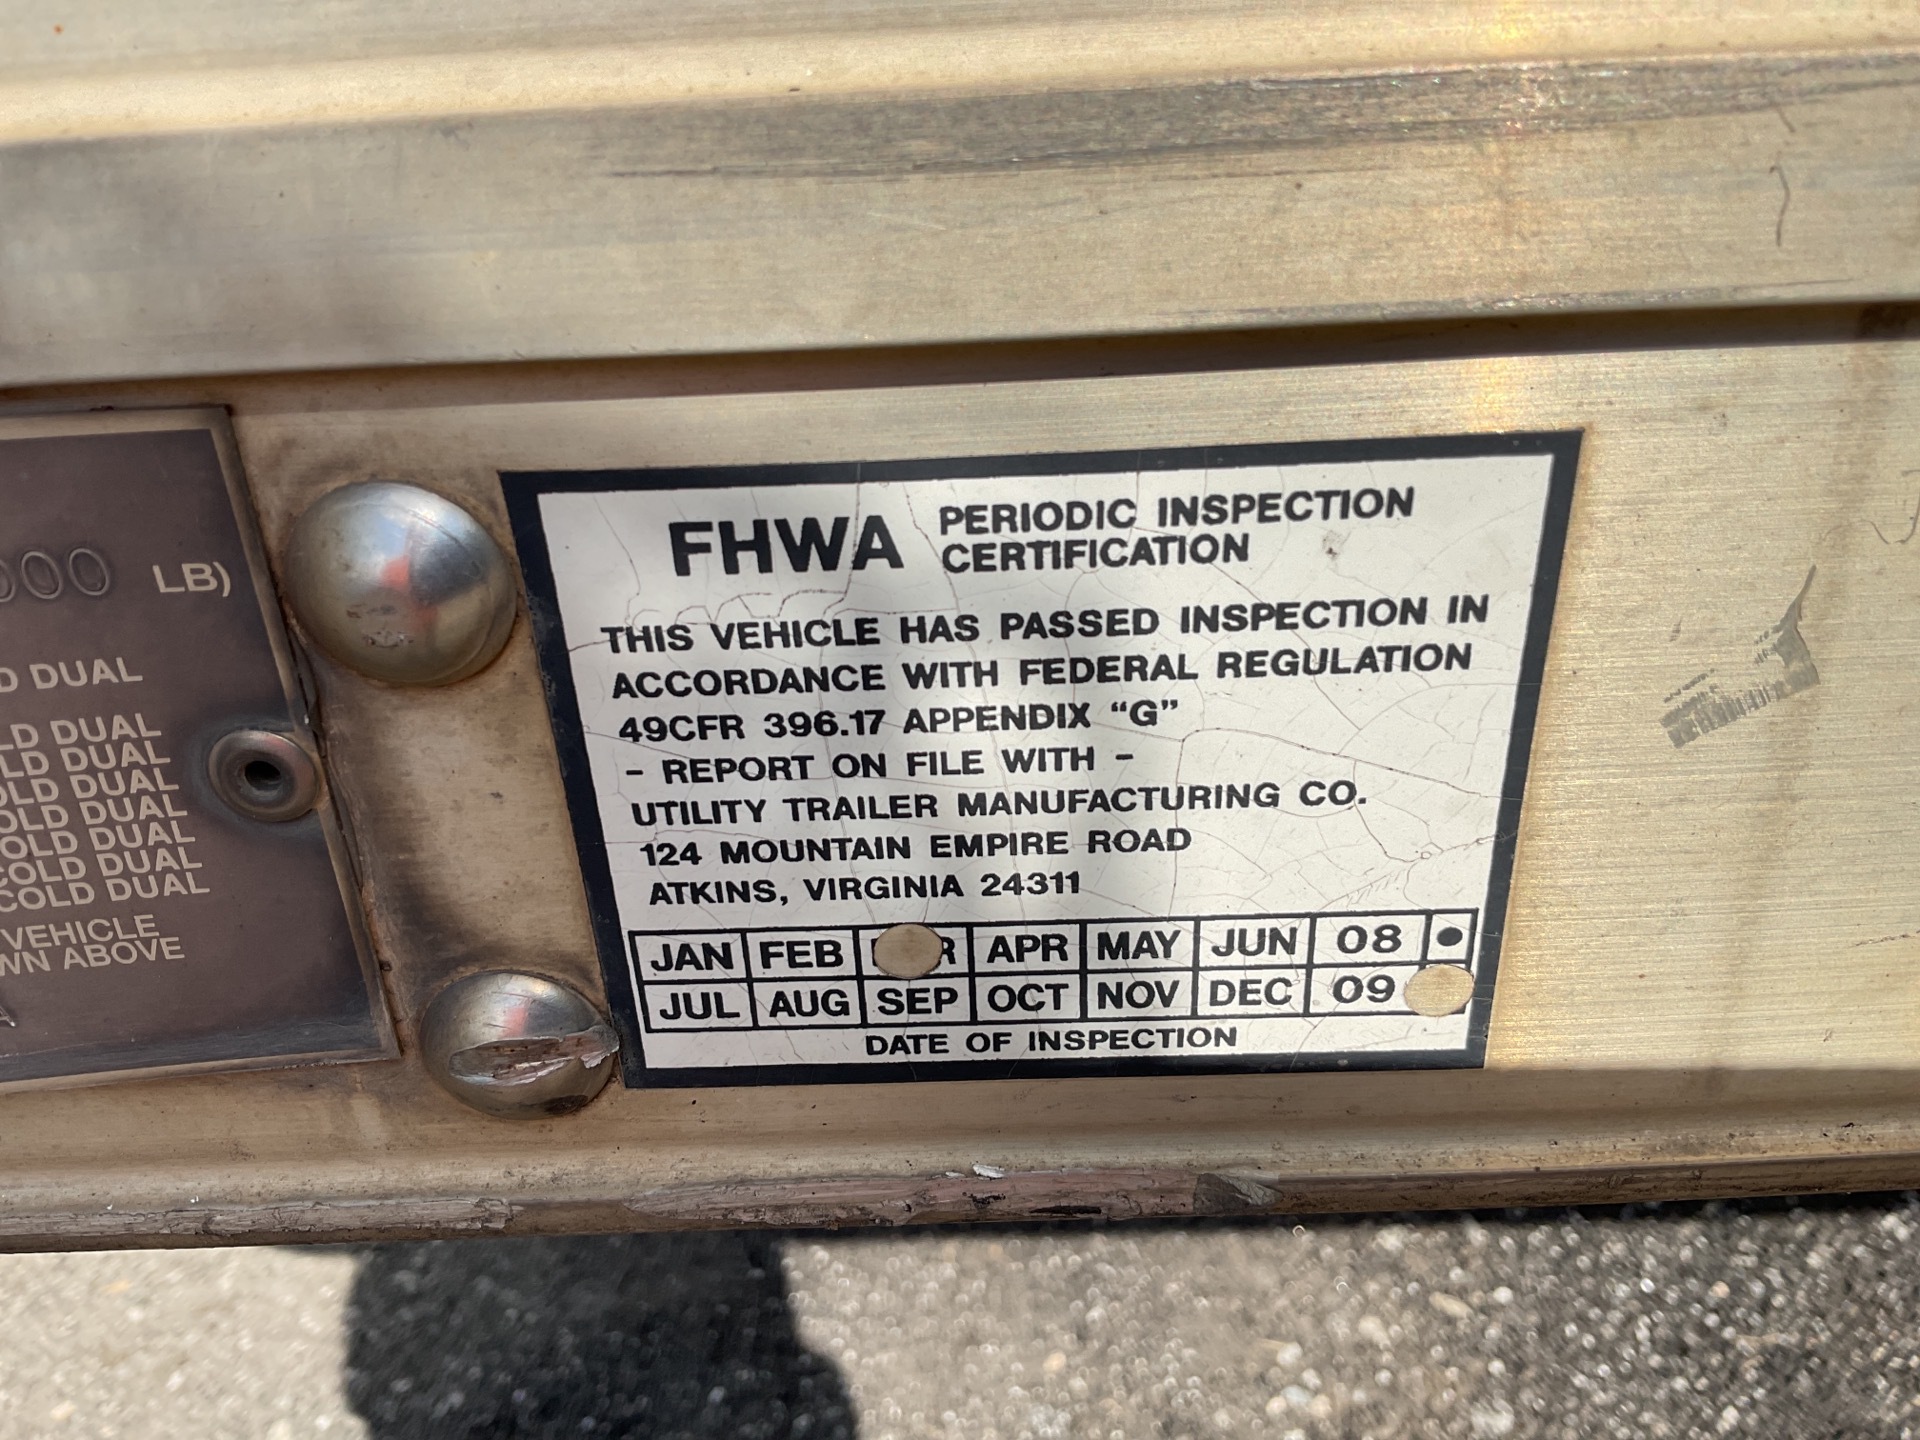 000 LB)
D DUAL
LD DUAL
OLD DUAL
OLD DUAL
OLD DUAL
OLD DUAL
COLD DUAL
COLD DUAL
VEHICLE
WN ABOVE
A
FHWA PERIODIC INSPECTION
CERTIFICATION
THIS VEHICLE HAS PASSED INSPECTION IN
ACCORDANCE WITH FEDERAL REGULATION
49CFR 396.17 APPENDIX “G”
- REPORT ON FILE WITH -
UTILITY TRAILER MANUFACTURING CO.
124 MOUNTAIN EMPIRE ROAD
ATKINS, VIRGINIA 24311
JAN FEB R APR MAY JUN 08 •
JUL AUG SEP OCT NOV DEC 09
DATE OF INSPECTION